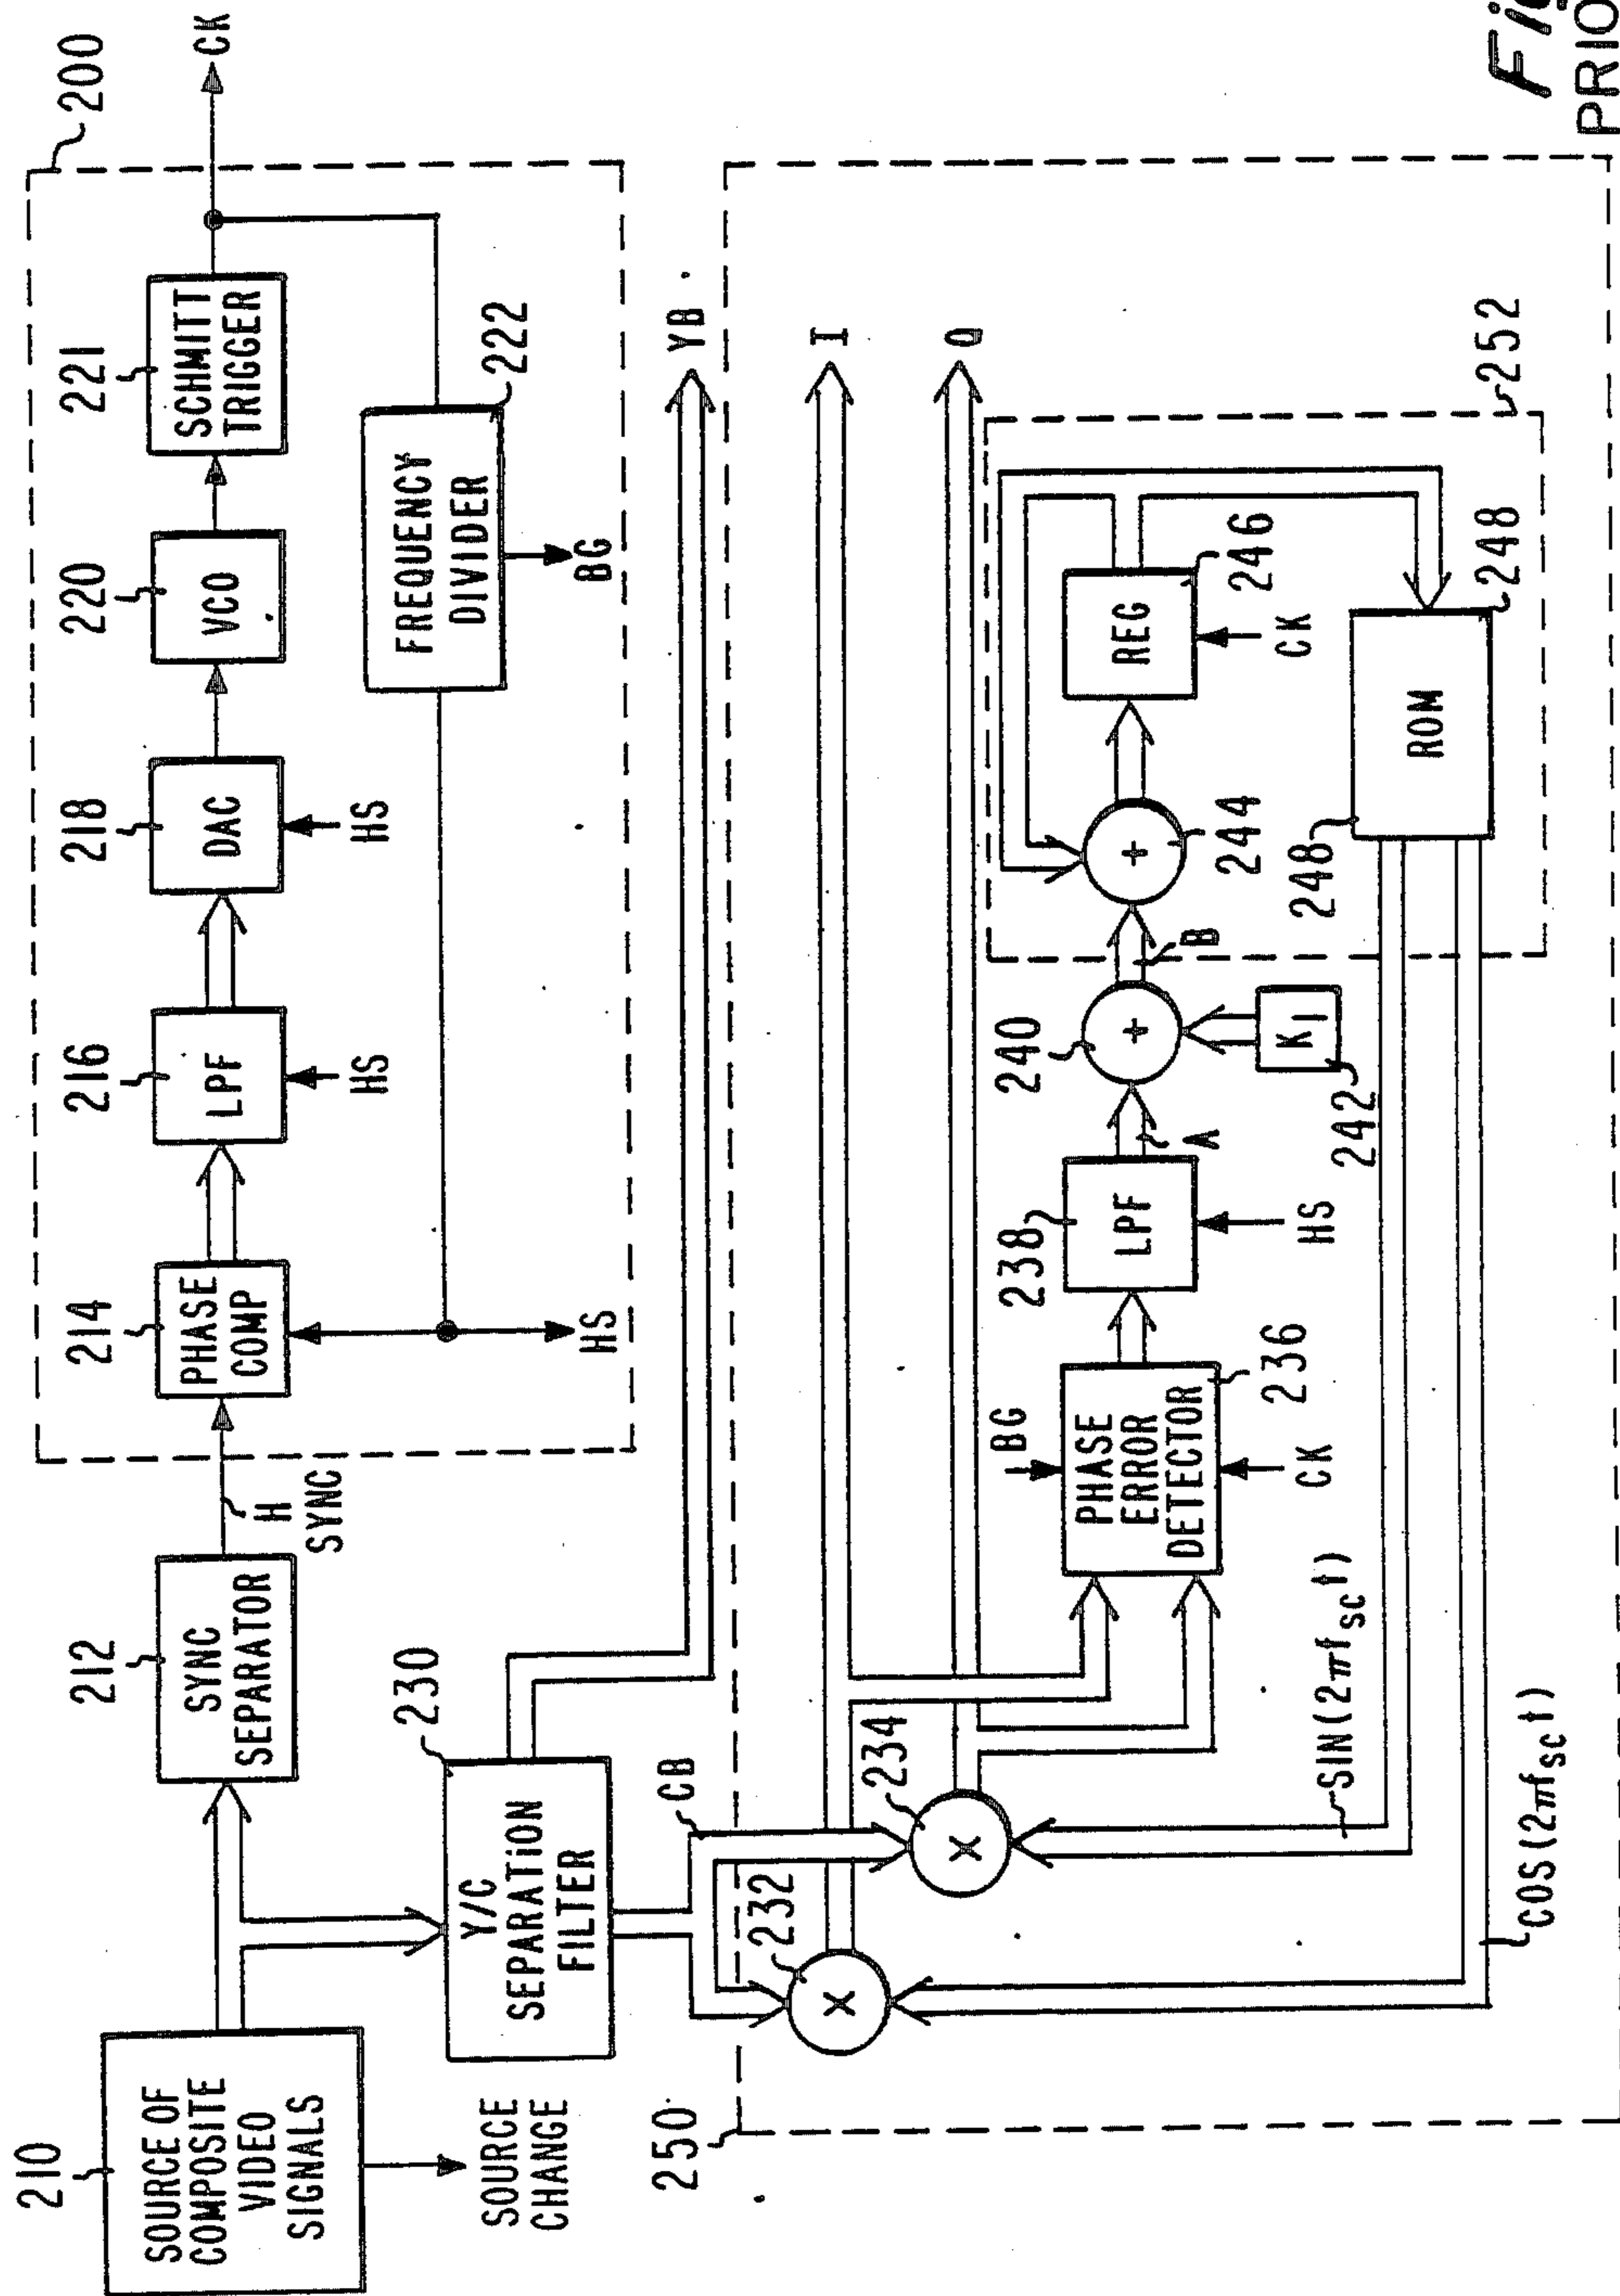 Fig
PRIO
200
CK
221
SCHMITT
TRIGGER
220
VCO
218
DAC
HS
216
LPF
HS
214
PHASE
COMP
HS
222
FREQUENCY
DIVIDER
BG
H
SYNC
212
SYNC
SEPARATOR
210
SOURCE OF
COMPOSITE
VIDEO
SIGNALS
SOURCE
CHANGE
230
Y/C
SEPARATION
FILTER
CB
YB
I
Q
250
232
X
234
X
BG
PHASE
ERROR
DETECTOR
236
CK
238
LPF
HS
A
240
+
K1
242
B
252
244
+
REG
246
CK
248
ROM
248
SIN(2πfsct)
COS(2πfsct)